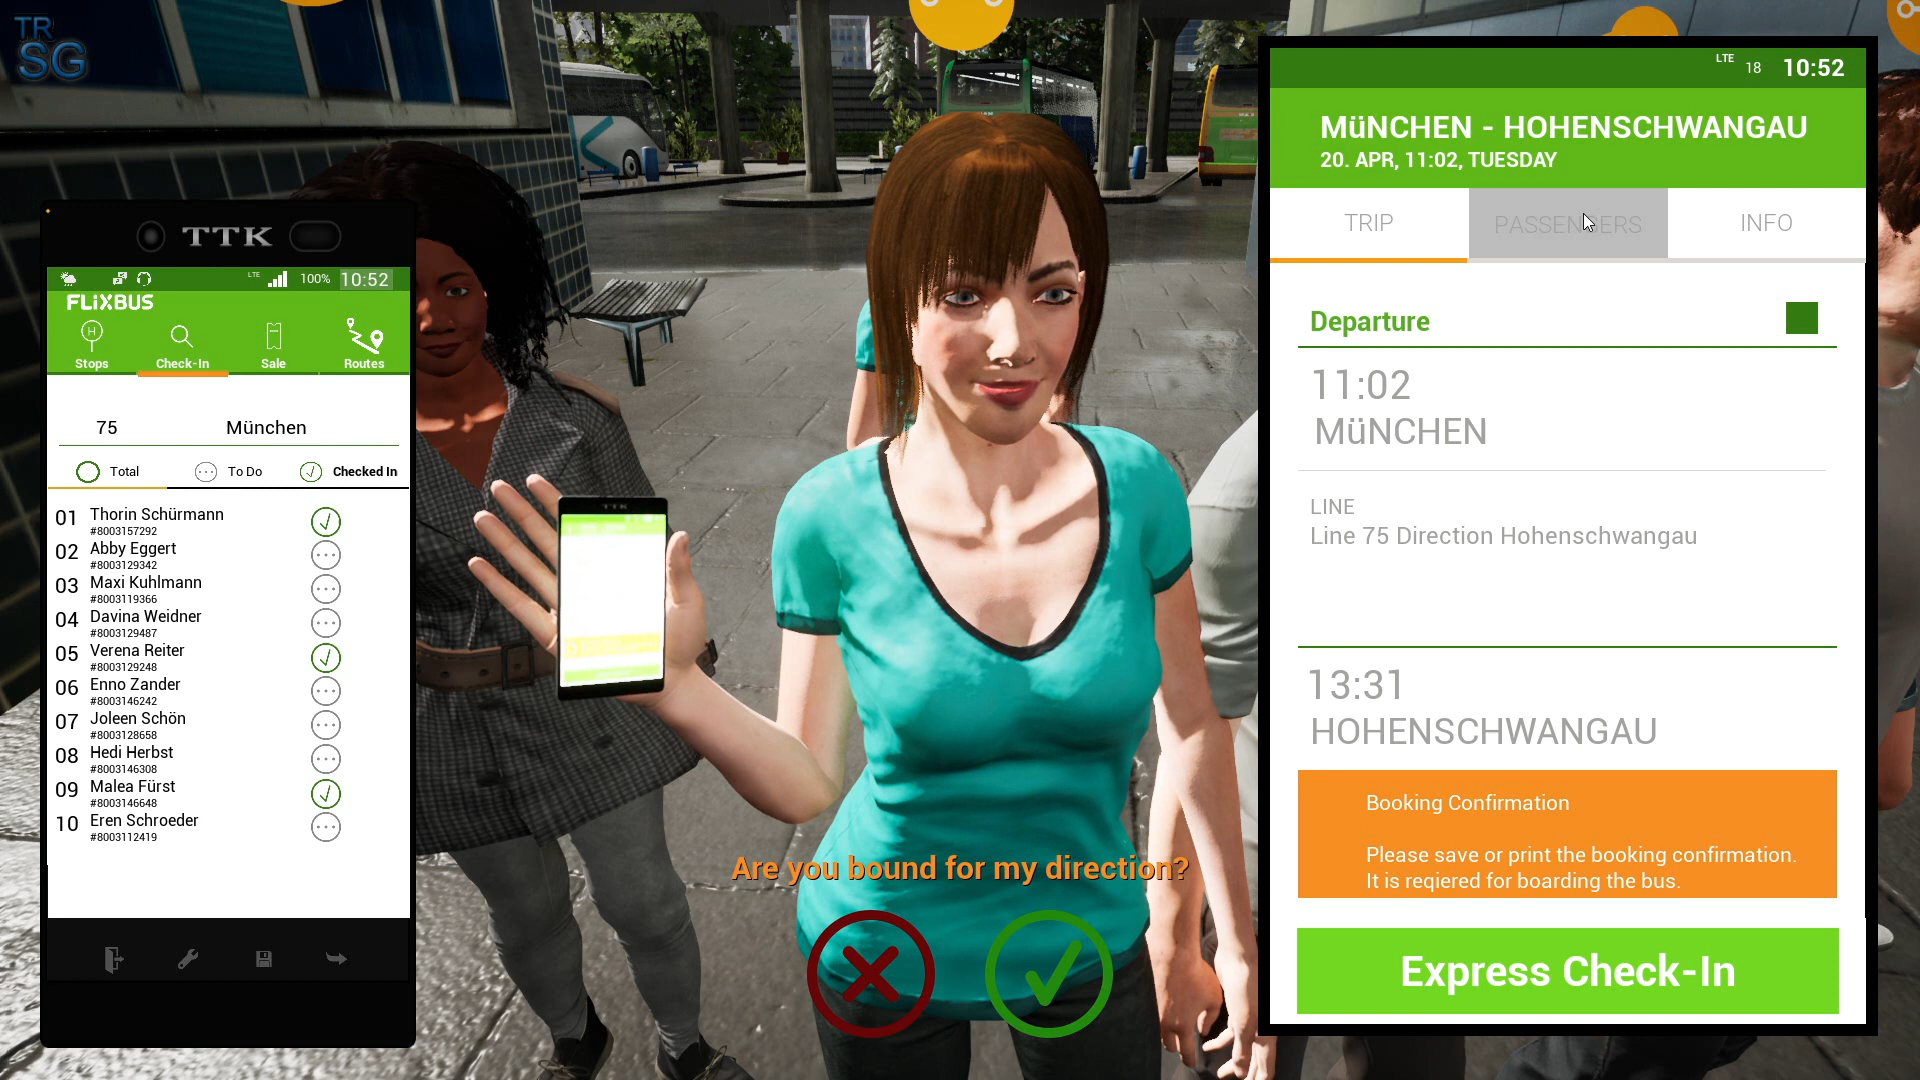 TR
SG
TTK
LTE 100% 10:52
FLiXBUS
Stops Check-In Sale Routes
75 München
Total To Do Checked In
01 Thorin Schürmann
#8003157292
02 Abby Eggert
#8003129342
03 Maxi Kuhlmann
#8003119366
04 Davina Weidner
#8003129487
05 Verena Reiter
#8003129248
06 Enno Zander
#8003146242
07 Joleen Schön
#8003128658
08 Hedi Herbst
#8003146308
09 Malea Fürst
#8003146648
10 Eren Schroeder
#8003112419
TTK
Are you bound for my direction?
LTE 18 10:52
MüNCHEN - HOHENSCHWANGAU
20. APR, 11:02, TUESDAY
TRIP PASSENGERS INFO
Departure
11:02
MüNCHEN
LINE
Line 75 Direction Hohenschwangau
13:31
HOHENSCHWANGAU
Booking Confirmation
Please save or print the booking confirmation.
It is reqiered for boarding the bus.
Express Check-In